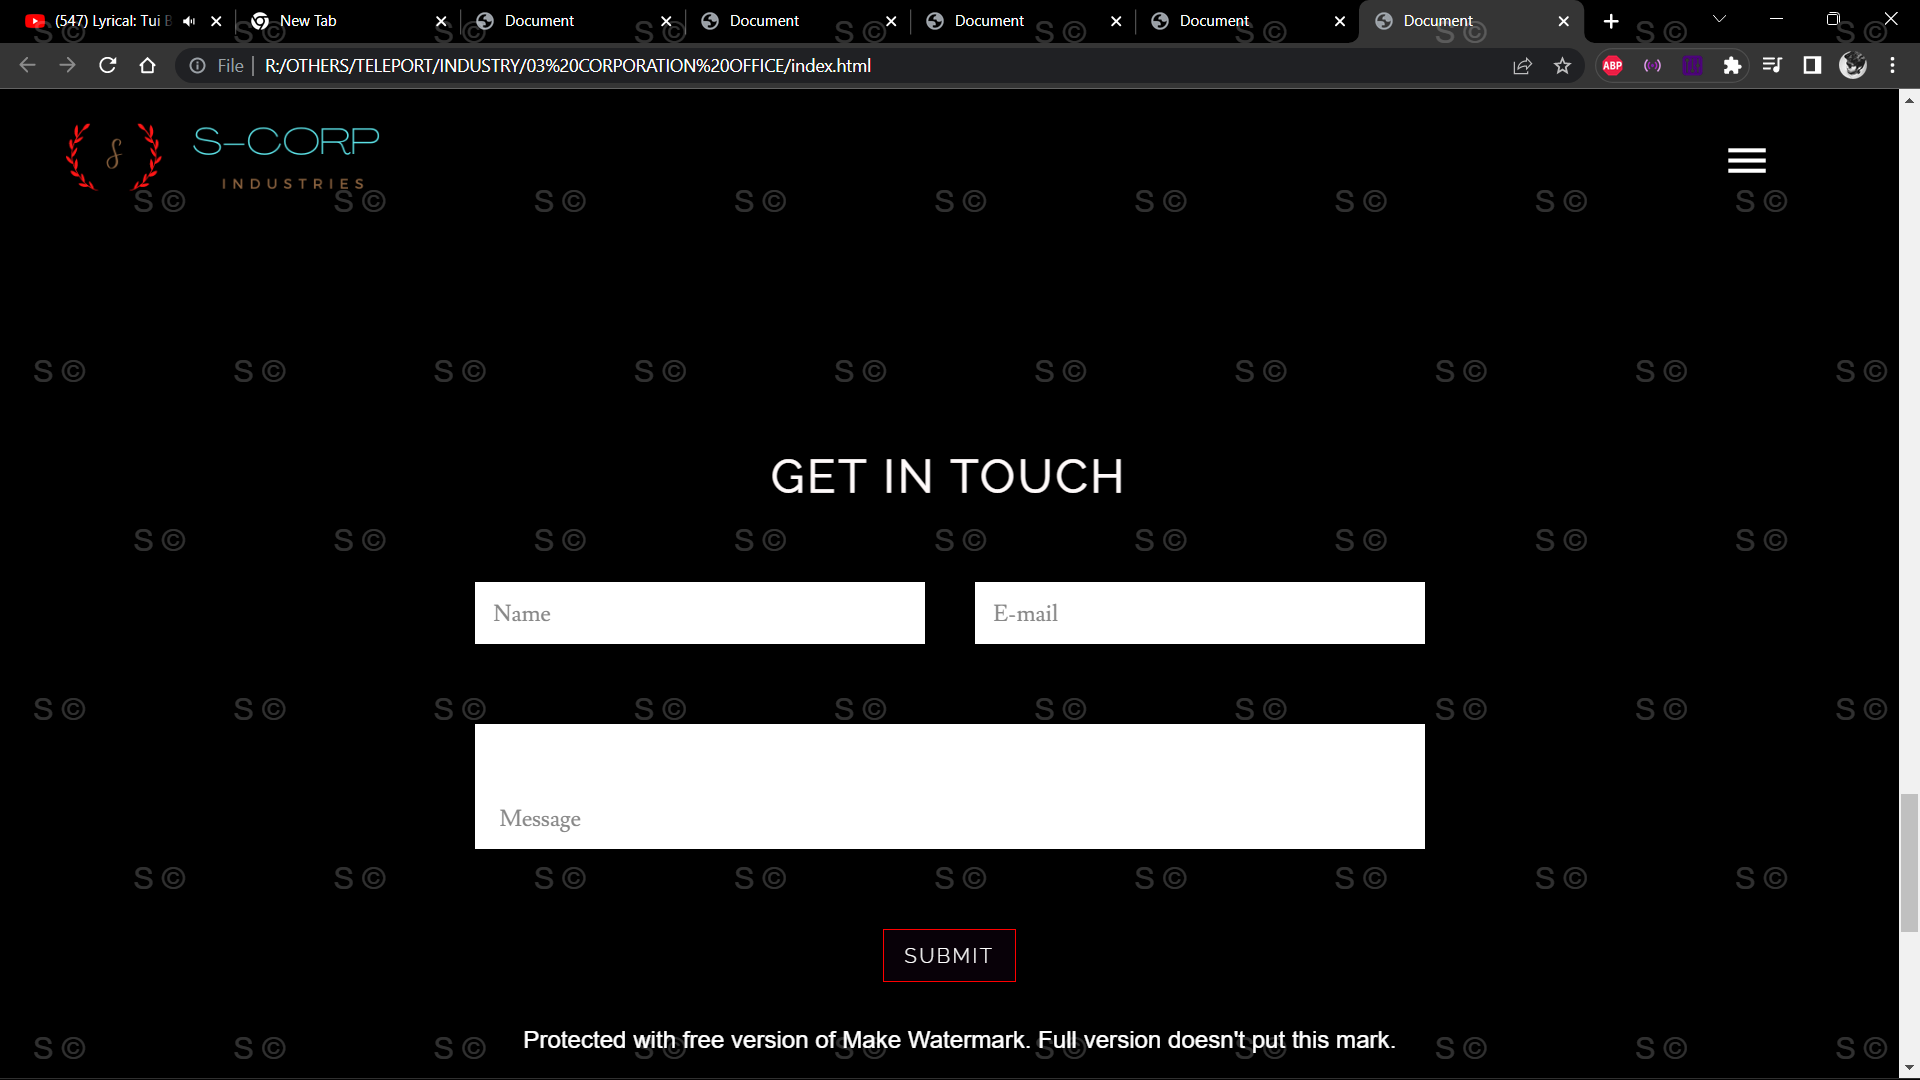 (547) Lyrical: Tui
New Tab
Document
Document
Document
Document
Document
File
R:/OTHERS/TELEPORT/INDUSTRY/03%20CORPORATION%20OFFICE/index.html
ABP
S
S-CORP
INDUSTRIES
S © S © S © S © S © S © S © S © S ©
S © S © S © S © S © S © S © S © S © S ©
GET IN TOUCH
S © S © S © S © S © S © S © S © S ©
Name
E-mail
S © S © S © S © S © S © S © S © S © S ©
Message
S © S © S © S © S © S © S © S © S ©
SUBMIT
Protected with free version of Make Watermark. Full version doesn't put this mark.
S © S © S © S © S © S © S © S © S © S ©